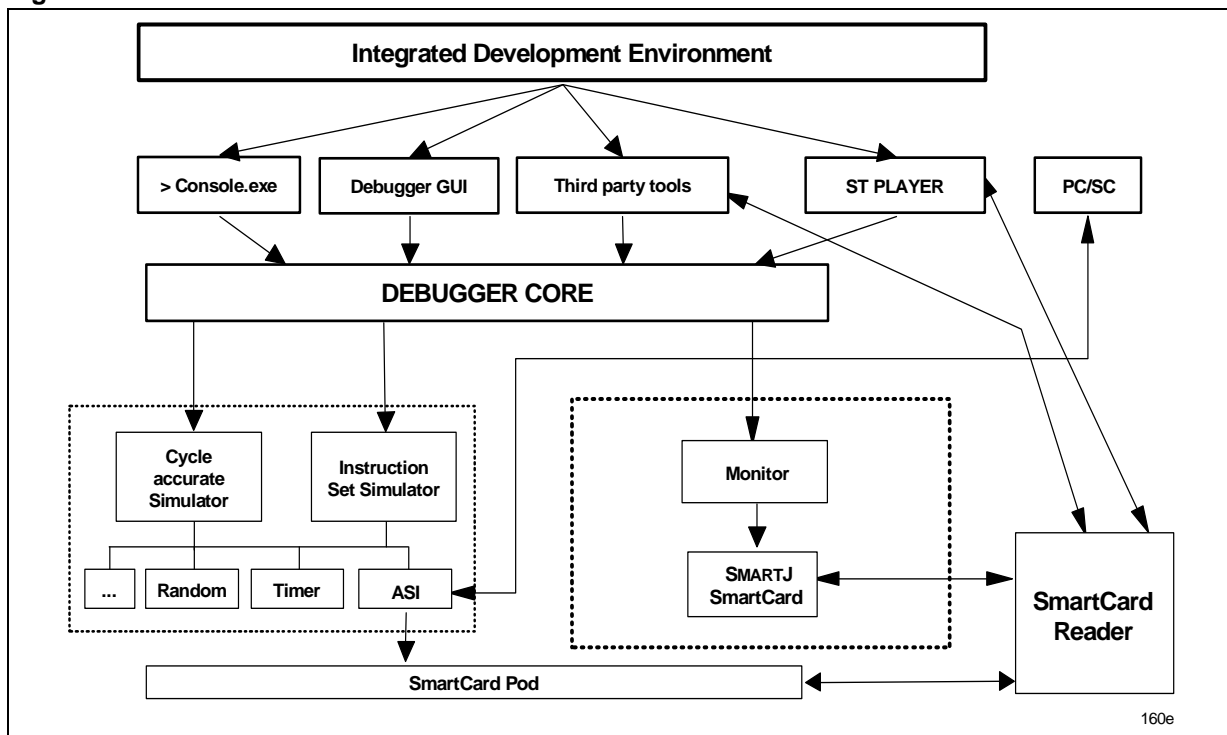 Integrated Development Environment
> Console.exe
Debugger GUI
Third party tools
ST PLAYER
PC/SC
DEBUGGER CORE
Cycle
accurate
Simulator
Instruction
Set Simulator
Monitor
...
Random
Timer
ASI
SMARTJ
SmartCard
SmartCard
Reader
SmartCard Pod
160e